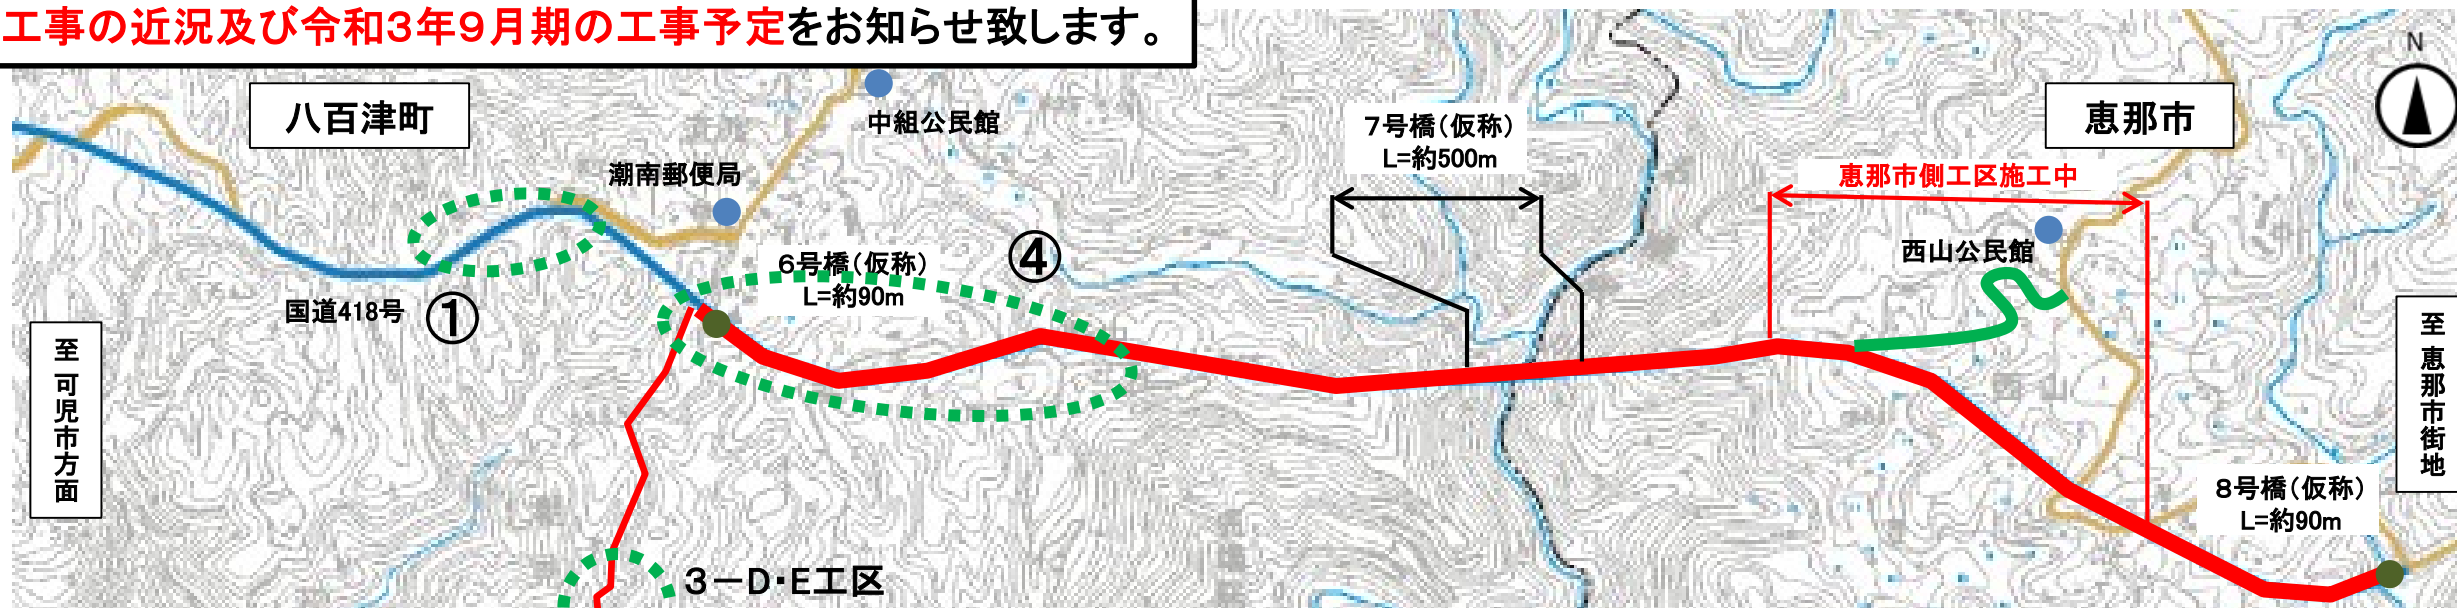 工事の近況及び令和3年9月期の工事予定をお知らせ致します。
N
八百津町
中組公民館
7号橋(仮称)
L=約500m
恵那市
潮南郵便局
恵那市側工区施工中
6号橋(仮称)
L=約90m
④
西山公民館
国道418号
①
至 可児市方面
至 恵那市街地
8号橋(仮称)
L=約90m
3-D・E工区